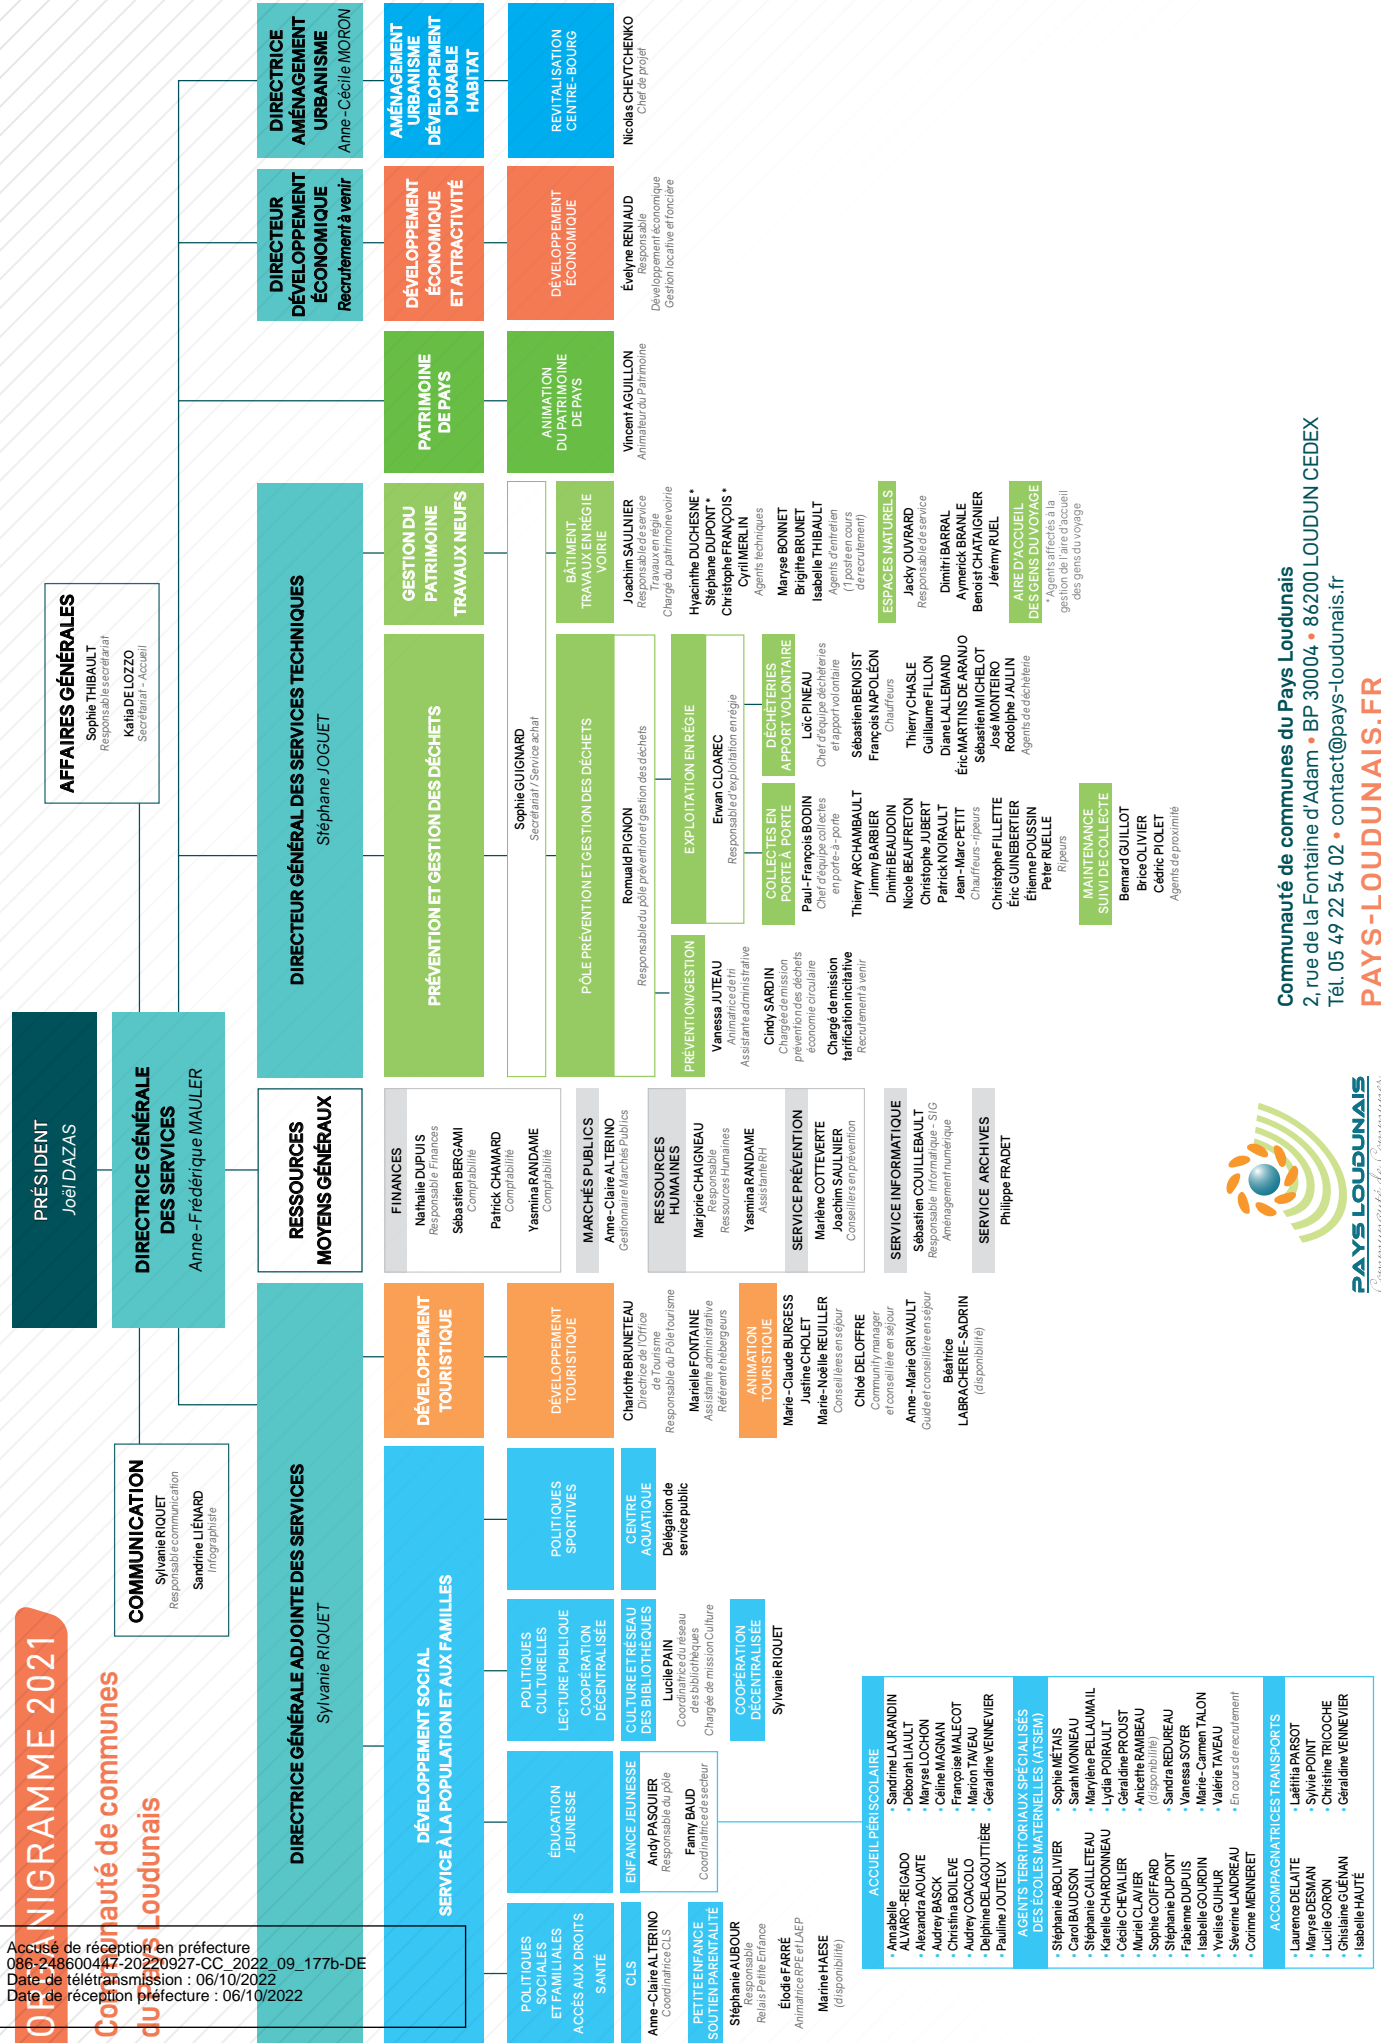 ORGANIGRAMME 2021
Communauté de communes
du Pays Loudunais
Accusé de réception en préfecture
086-248600447-20220927-CC_2022_09_177b-DE
Date de télétransmission : 06/10/2022
Date de réception préfecture : 06/10/2022
PRÉSIDENT
Joël DAZAS
DIRECTRICE GÉNÉRALE
DES SERVICES
Anne-Frédérique MAULER
COMMUNICATION
Sylvanie RIQUET
Responsable communication
Sandrine LIÉNARD
Infographiste
AFFAIRES GÉNÉRALES
Sophie THIBAULT
Responsable secrétariat
Katia DE LOZZO
Secrétariat - Accueil
DIRECTRICE GÉNÉRALE ADJOINTE DES SERVICES
Sylvanie RIQUET
RESSOURCES
MOYENS GÉNÉRAUX
DIRECTEUR GÉNÉRAL DES SERVICES TECHNIQUES
Stéphane JOGUET
DIRECTEUR
DÉVELOPPEMENT
ÉCONOMIQUE
Recrutement à venir
DIRECTRICE
AMÉNAGEMENT
URBANISME
Anne-Cécile MORON
DÉVELOPPEMENT SOCIAL
SERVICE À LA POPULATION ET AUX FAMILLES
POLITIQUES
SOCIALES
ET FAMILIALES
ACCÈS AUX DROITS
SANTÉ
CLS
Anne-Claire ALTERINO
Coordinatrice CLS
PETITE ENFANCE
SOUTIEN PARENTALITÉ
Stéphanie AUBOUR
Responsable
Relais Petite Enfance
Élodie FARRÉ
Animatrice RPE et LAEP
Marine HAESE
(disponibilité)
ÉDUCATION
JEUNESSE
ENFANCE JEUNESSE
Andy PASQUIER
Responsable du pôle
Fanny BAUD
Coordinatrice de secteur
ACCUEIL PÉRISCOLAIRE
• Annabelle
ALVARO-REIGADO
• Alexandra AOUATE
• Audrey BASCK
• Christina BOILEVE
• Audrey COACOLO
• Delphine DELAGOUTTIÈRE
• Pauline JOUTEUX
• Sandrine LAURANDIN
• Déborah LIAULT
• Maryse LOCHON
• Céline MAGNAN
• Françoise MALECOT
• Marion TAVEAU
• Géraldine VENNEVIER
AGENTS TERRITORIAUX SPÉCIALISÉS
DES ÉCOLES MATERNELLES (ATSEM)
• Stéphanie ABOLIVIER
• Carol BAUDSON
• Stéphanie CAILLETEAU
• Karelle CHARDONNEAU
• Cécile CHEVALIER
• Muriel CLAVIER
• Sophie COIFFARD
• Stéphanie DUPONT
• Fabienne DUPUIS
• Isabelle GOURDIN
• Yvelise GUIHUR
• Séverine LANDREAU
• Corinne MENNERET
• Sophie MÉTAIS
• Sarah MONNEAU
• Marylène PELLAUMAIL
• Lydia POIRAULT
• Géraldine PROUST
• Anicette RAMBEAU
(disponibilité)
• Sandra REDUREAU
• Vanessa SOYER
• Marie-Carmen TALON
• Valérie TAVEAU
• En cours de recrutement
ACCOMPAGNATRICES TRANSPORTS
• Laurence DELAITE
• Maryse DESMAN
• Lucile GORON
• Ghislaine GUÉNAN
• Isabelle HAUTÉ
• Laëtitia PARSOT
• Sylvie POINT
• Christine TRICOCHE
• Géraldine VENNEVIER
POLITIQUES
CULTURELLES
LECTURE PUBLIQUE
COOPÉRATION
DÉCENTRALISÉE
CULTURE ET RÉSEAU
DES BIBLIOTHÈQUES
Lucile PAIN
Coordinatrice du réseau
des bibliothèques
Chargée de mission Culture
COOPÉRATION
DÉCENTRALISÉE
Sylvanie RIQUET
POLITIQUES
SPORTIVES
CENTRE
AQUATIQUE
Délégation de
service public
DÉVELOPPEMENT
TOURISTIQUE
DÉVELOPPEMENT
TOURISTIQUE
Charlotte BRUNETEAU
Directrice de l'Office
de Tourisme
Responsable du Pôle tourisme
Marielle FONTAINE
Assistante administrative
Référente hébergeurs
ANIMATION
TOURISTIQUE
Marie-Claude BURGESS
Justine CHOLET
Marie-Noëlle REUILLER
Conseillères en séjour
Chloé DELOFFRE
Community manager
et conseillère en séjour
Anne-Marie GRIVAULT
Guide et conseillère en séjour
Béatrice
LABRACHERIE-SADRIN
(disponibilité)
FINANCES
Nathalie DUPUIS
Responsable Finances
Sébastien BERGAMI
Comptabilité
Patrick CHAMARD
Comptabilité
Yasmina RANDAME
Comptabilité
MARCHÉS PUBLICS
Anne-Claire ALTERINO
Gestionnaire Marchés Publics
RESSOURCES
HUMAINES
Marjorie CHAIGNEAU
Responsable
Ressources Humaines
Yasmina RANDAME
Assistante RH
SERVICE PRÉVENTION
Marlène COTTEVERTE
Joachim SAULNIER
Conseillers en prévention
SERVICE INFORMATIQUE
Sébastien COUILLEBAULT
Responsable Informatique - SIG
Aménagement numérique
SERVICE ARCHIVES
Philippe FRADET
PRÉVENTION ET GESTION DES DÉCHETS
Sophie GUIGNARD
Secrétariat / Service achat
PÔLE PRÉVENTION ET GESTION DES DÉCHETS
Romuald PIGNON
Responsable du pôle prévention et gestion des déchets
PRÉVENTION/GESTION
Vanessa JUTEAU
Animatrice de tri
Assistante administrative
Cindy SARDIN
Chargée de mission
prévention des déchets
économie circulaire
Chargé de mission
tarification incitative
Recrutement à venir
EXPLOITATION EN RÉGIE
Erwan CLOAREC
Responsable d'exploitation en régie
COLLECTES EN
PORTE À PORTE
Paul-François BODIN
Chef d'équipe collectes
en porte-à-porte
Thierry ARCHAMBAULT
Jimmy BARBIER
Dimitri BEAUDOIN
Nicole BEAUFRETON
Christophe JUBERT
Patrick NOIRAULT
Jean-Marc PETIT
Chauffeurs-ripeurs
Christophe FILLETTE
Éric GUINEBERTIER
Étienne POUSSIN
Peter RUELLE
Ripeurs
MAINTENANCE
SUIVI DE COLLECTE
Bernard GUILLOT
Brice OLIVIER
Cédric PIOLET
Agents de proximité
DÉCHÈTERIES
APPORT VOLONTAIRE
Loïc PINEAU
Chef d'équipe déchèteries
et apport volontaire
Sébastien BENOIST
François NAPOLÉON
Chauffeurs
Thierry CHASLE
Guillaume FILLON
Diane LALLEMAND
Éric MARTINS DE ARANJO
Sébastien MICHELOT
José MONTEIRO
Rodolphe JAULIN
Agents de déchèterie
GESTION DU
PATRIMOINE
TRAVAUX NEUFS
BÂTIMENT
TRAVAUX EN RÉGIE
VOIRIE
Joachim SAULNIER
Responsable de service
Travaux en régie
Chargé du patrimoine voirie
Hyacinthe DUCHESNE *
Stéphane DUPONT *
Christophe FRANÇOIS *
Cyril MERLIN
Agents techniques
Maryse BONNET
Brigitte BRUNET
Isabelle THIBAULT
Agents d'entretien
(1 poste en cours
de recrutement)
ESPACES NATURELS
Jacky OUVRARD
Responsable de service
Dimitri BARRAL
Aymerick BRANLE
Benoist CHATAIGNIER
Jérémy RUEL
AIRE D'ACCUEIL
DES GENS DU VOYAGE
* Agents affectés à la
gestion de l'aire d'accueil
des gens du voyage
PATRIMOINE
DE PAYS
ANIMATION
DU PATRIMOINE
DE PAYS
Vincent AGUILLON
Animateur du Patrimoine
DÉVELOPPEMENT
ÉCONOMIQUE
ET ATTRACTIVITÉ
DÉVELOPPEMENT
ÉCONOMIQUE
Évelyne RENIAUD
Responsable
Développement économique
Gestion locative et foncière
AMÉNAGEMENT
URBANISME
DÉVELOPPEMENT
DURABLE
HABITAT
REVITALISATION
CENTRE-BOURG
Nicolas CHEVTCHENKO
Chef de projet
PAYS LOUDUNAIS
Communauté de Communes
Communauté de communes du Pays Loudunais
2, rue de la Fontaine d'Adam • BP 30004 • 86200 LOUDUN CEDEX
Tél. 05 49 22 54 02 • contact@pays-loudunais.fr
PAYS-LOUDUNAIS.FR